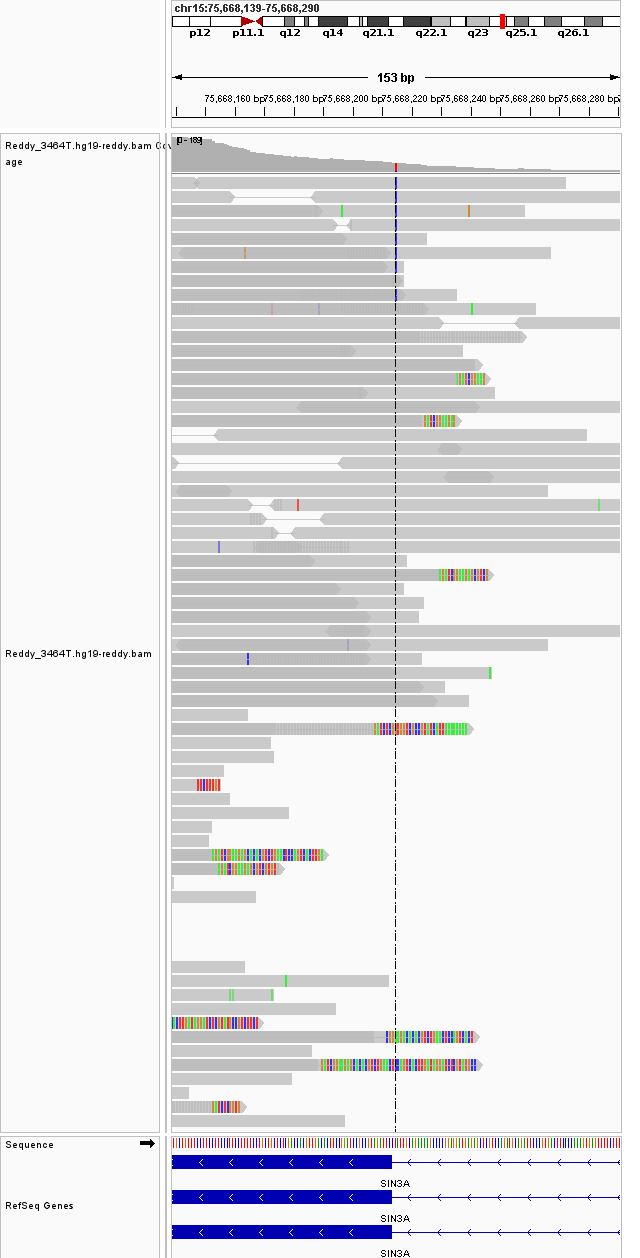 chr15:75,668,139-75,668,290
p12 p11.1 q12 q14 q21.1 q22.1 q23 q25.1 q26.1
153 bp
75,668,160 bp 75,668,180 bp 75,668,200 bp 75,668,220 bp 75,668,240 bp 75,668,260 bp 75,668,280 bp
Reddy_3464T.hg19-reddy.bam Cov
age
[0 - 189]
Reddy_3464T.hg19-reddy.bam
Sequence
SIN3A
RefSeq Genes
SIN3A
SIN3A